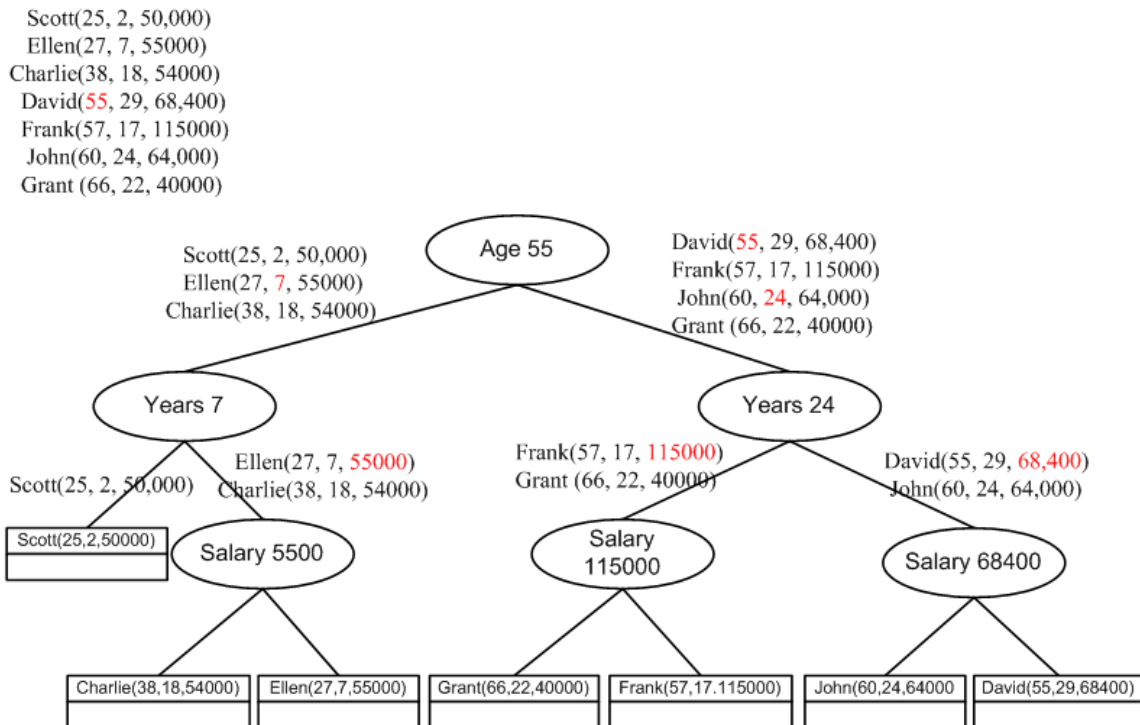 Scott(25, 2, 50,000)
Ellen(27, 7, 55000)
Charlie(38, 18, 54000)
David(55, 29, 68,400)
Frank(57, 17, 115000)
John(60, 24, 64,000)
Grant (66, 22, 40000)
Age 55
Scott(25, 2, 50,000)
Ellen(27, 7, 55000)
Charlie(38, 18, 54000)
David(55, 29, 68,400)
Frank(57, 17, 115000)
John(60, 24, 64,000)
Grant (66, 22, 40000)
Years 7
Years 24
Scott(25, 2, 50,000)
Ellen(27, 7, 55000)
Charlie(38, 18, 54000)
Frank(57, 17, 115000)
Grant (66, 22, 40000)
David(55, 29, 68,400)
John(60, 24, 64,000)
Scott(25,2,50000)
Salary 5500
Salary
115000
Salary 68400
Charlie(38,18,54000)
Ellen(27,7,55000)
Grant(66,22,40000)
Frank(57,17.115000)
John(60,24,64000
David(55,29,68400)